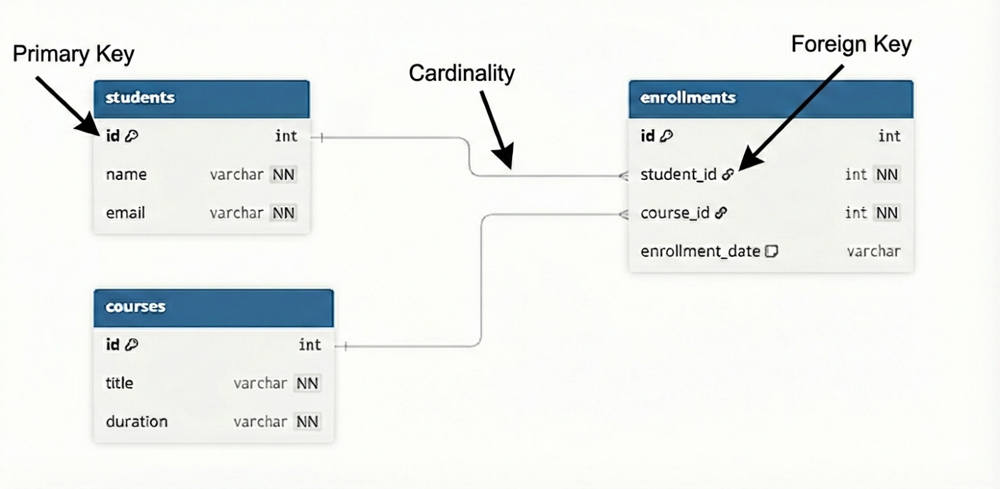 Primary Key
Cardinality
Foreign Key
students
id int
name varchar NN
email varchar NN
enrollments
id int
student_id int NN
course_id int NN
enrollment_date varchar
courses
id int
title varchar NN
duration varchar NN